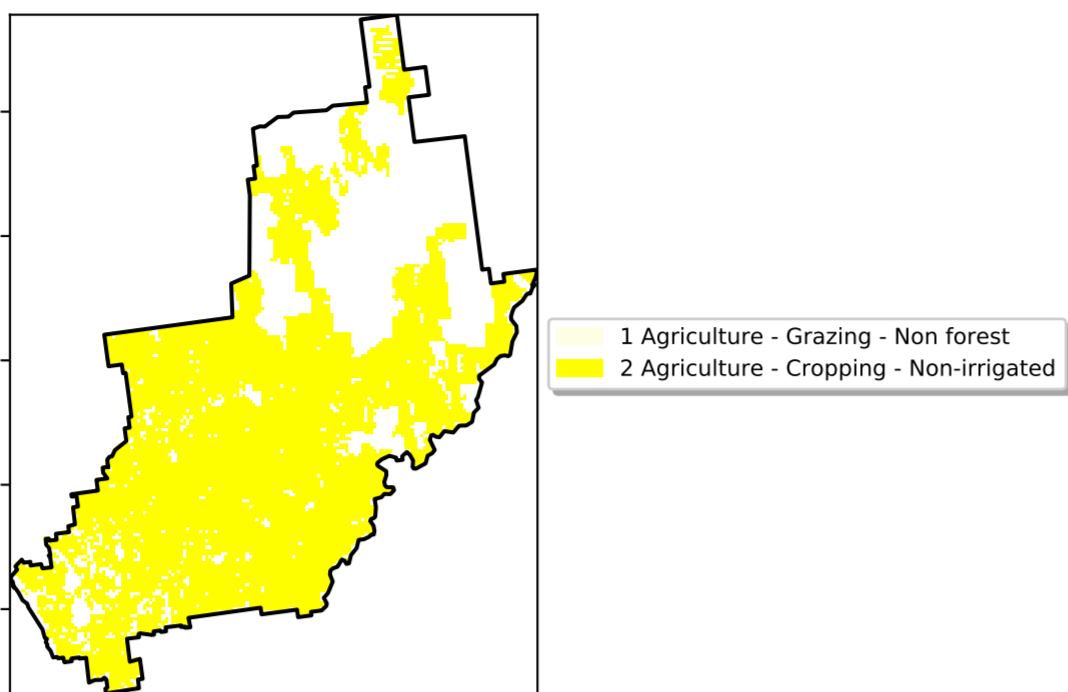 1 Agriculture - Grazing - Non forest
2 Agriculture - Cropping - Non-irrigated